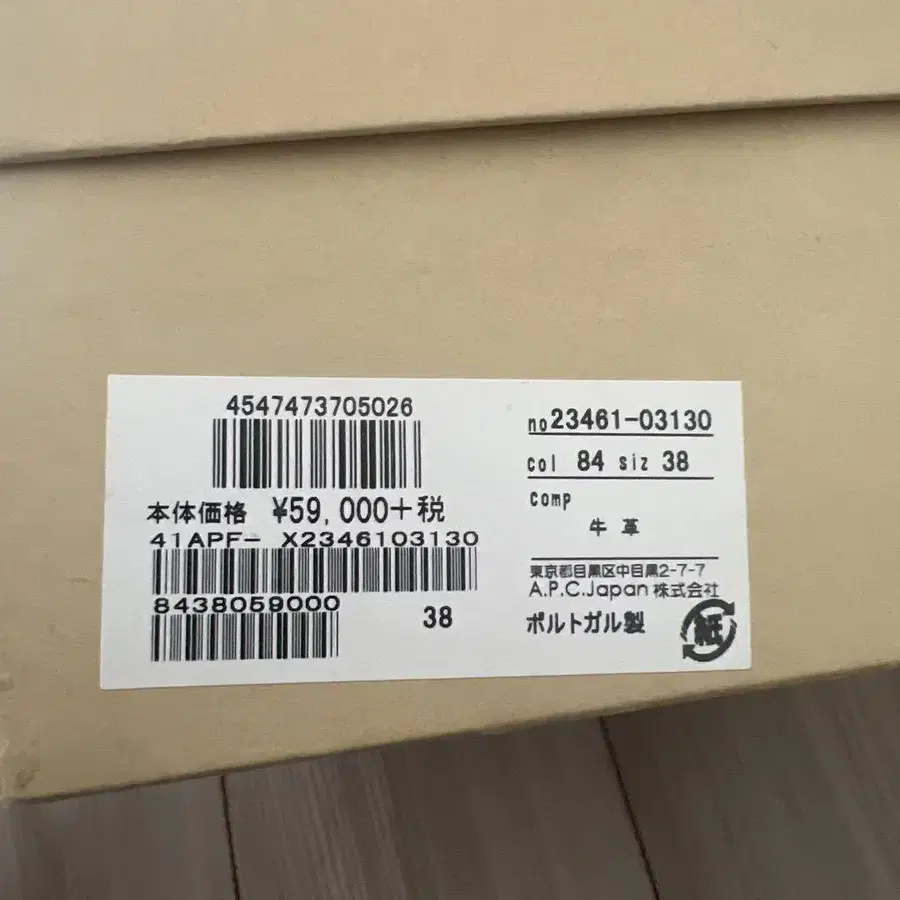 4547473705026
本体価格 ¥59,000+税
41APF- X2346103130
8438059000
38
no 23461-03130
col 84 siz 38
comp
牛革
東京都目黒区中目黒2-7-7
A.P.C.Japan 株式会社
ポルトガル製
紙